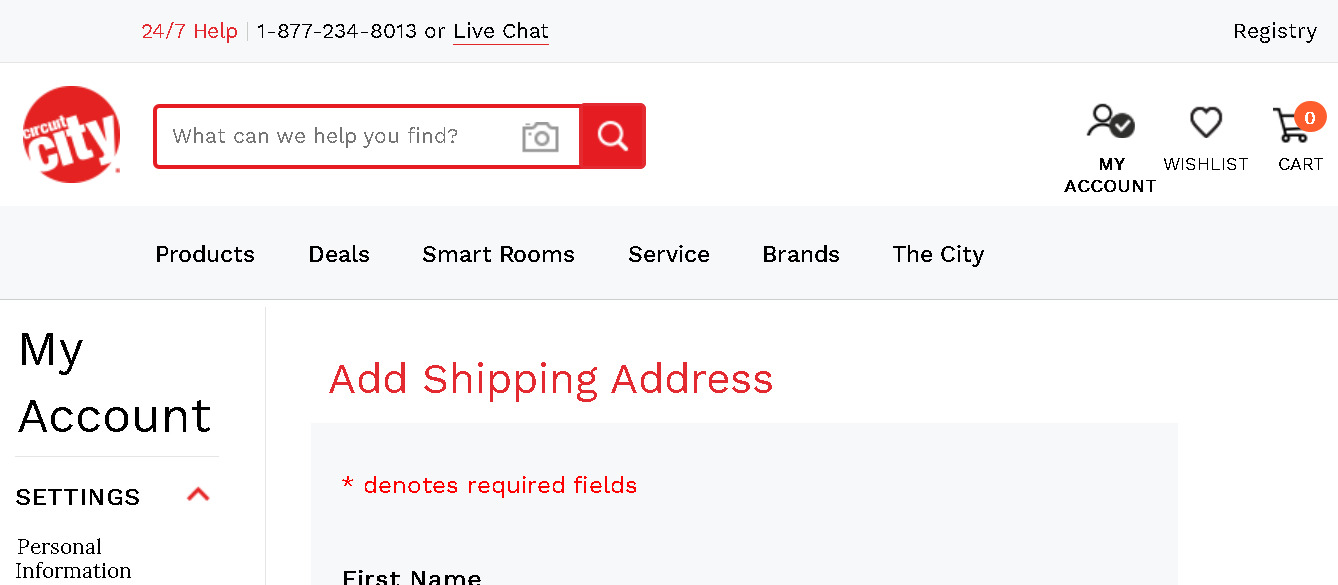 24/7 Help | 1-877-234-8013 or Live Chat
Registry
circuit
city
What can we help you find?
0
MY
ACCOUNT
WISHLIST
CART
Products Deals Smart Rooms Service Brands The City
My
Account
Add Shipping Address
* denotes required fields
SETTINGS
Personal
Information
First Name